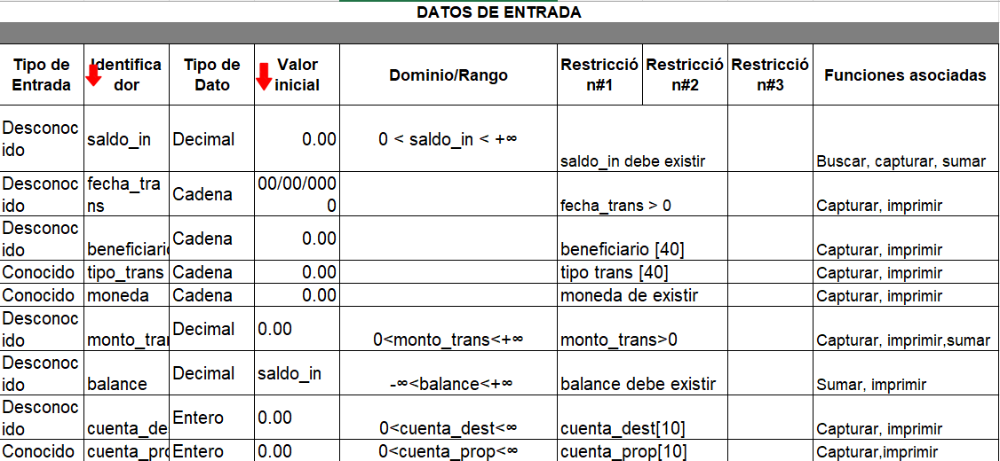 DATOS DE ENTRADA
Tipo de Entrada Identificador Tipo de Dato Valor inicial Dominio/Rango Restricción#1 Restricción#2 Restricción#3 Funciones asociadas
Desconocido saldo_in Decimal 0.00 0 < saldo_in < +∞ saldo_in debe existir Buscar, capturar, sumar
Desconocido fecha_trans Cadena 00/00/0000 fecha_trans > 0 Capturar, imprimir
Desconocido beneficiario Cadena 0.00 beneficiario [40] Capturar, imprimir
Conocido tipo_trans Cadena 0.00 tipo trans [40] Capturar, imprimir
Conocido moneda Cadena 0.00 moneda de existir Capturar, imprimir
Desconocido monto_tra Decimal 0.00 0<monto_trans<+∞ monto_trans>0 Capturar, imprimir,sumar
Desconocido balance Decimal saldo_in -∞<balance<+∞ balance debe existir Sumar, imprimir
Desconocido cuenta_de Entero 0.00 0<cuenta_dest<∞ cuenta_dest[10] Capturar, imprimir
Conocido cuenta_pro Entero 0.00 0<cuenta_prop<∞ cuenta_prop[10] Capturar,imprimir